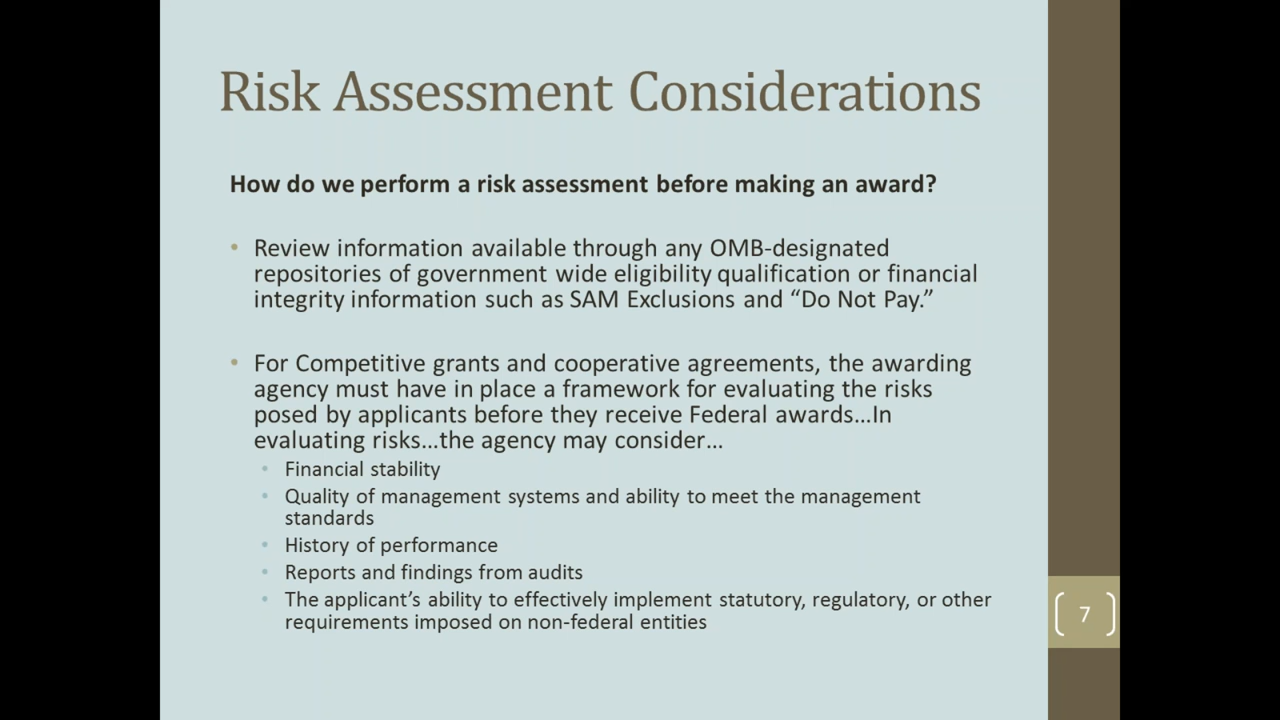 Risk Assessment Considerations
How do we perform a risk assessment before making an award?
• Review information available through any OMB-designated
repositories of government wide eligibility qualification or financial
integrity information such as SAM Exclusions and “Do Not Pay.”
• For Competitive grants and cooperative agreements, the awarding
agency must have in place a framework for evaluating the risks
posed by applicants before they receive Federal awards…In
evaluating risks…the agency may consider…
• Financial stability
• Quality of management systems and ability to meet the management
standards
• History of performance
• Reports and findings from audits
• The applicant’s ability to effectively implement statutory, regulatory, or other
requirements imposed on non-federal entities
7